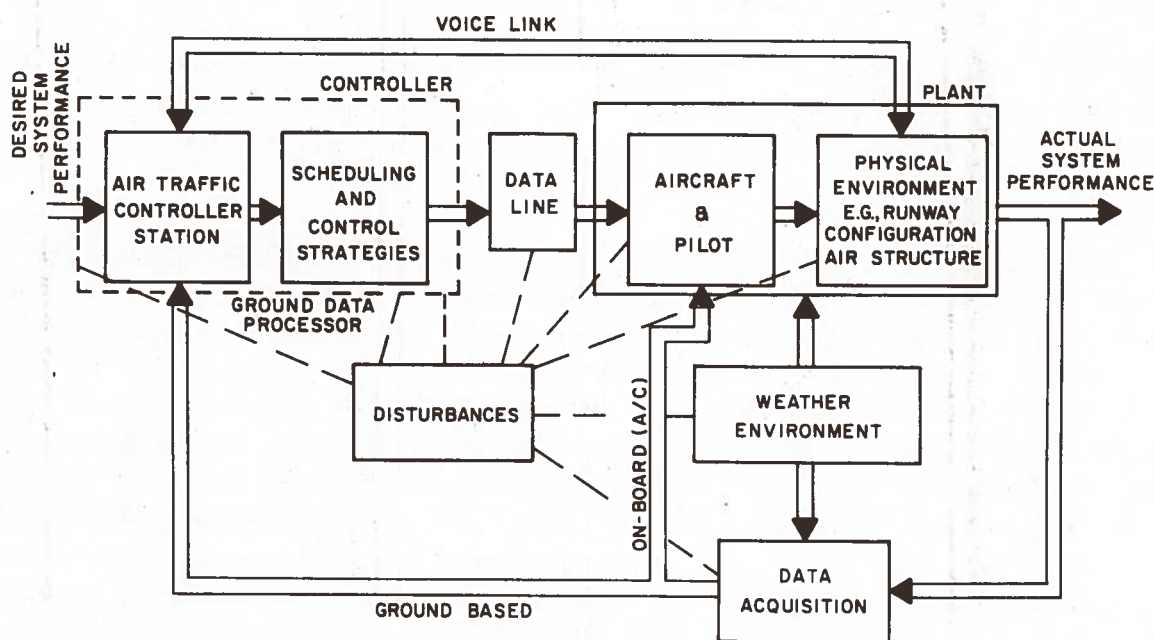 VOICE LINK
DESIRED
SYSTEM
PERFORMANCE
CONTROLLER
PLANT
ACTUAL
SYSTEM
PERFORMANCE
AIR TRAFFIC
CONTROLLER
STATION
SCHEDULING
AND
CONTROL
STRATEGIES
DATA
LINE
AIRCRAFT
&
PILOT
PHYSICAL
ENVIRONMENT
E.G., RUNWAY
CONFIGURATION
AIR STRUCTURE
GROUND DATA
PROCESSOR
DISTURBANCES
ON-BOARD (A/C)
WEATHER
ENVIRONMENT
DATA
ACQUISITION
GROUND BASED